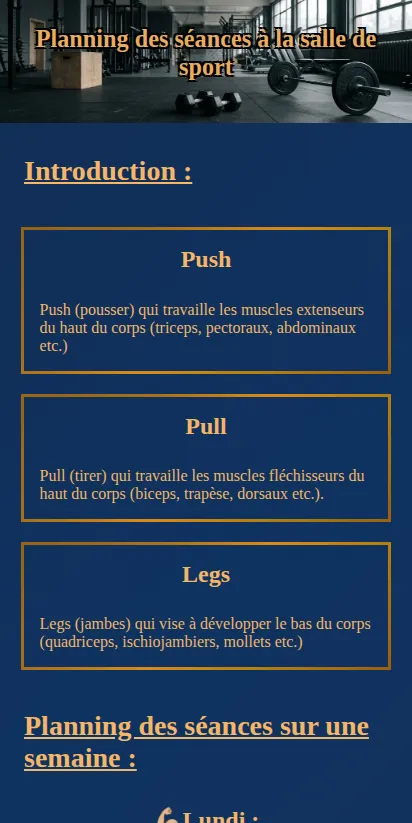 Planning des séances à la salle de
sport
Introduction :
Push
Push (pousser) qui travaille les muscles extenseurs
du haut du corps (triceps, pectoraux, abdominaux
etc.)
Pull
Pull (tirer) qui travaille les muscles fléchisseurs du
haut du corps (biceps, trapèse, dorsaux etc.).
Legs
Legs (jambes) qui vise à développer le bas du corps
(quadriceps, ischiojambiers, mollets etc.)
Planning des séances sur une
semaine :
Lundi :